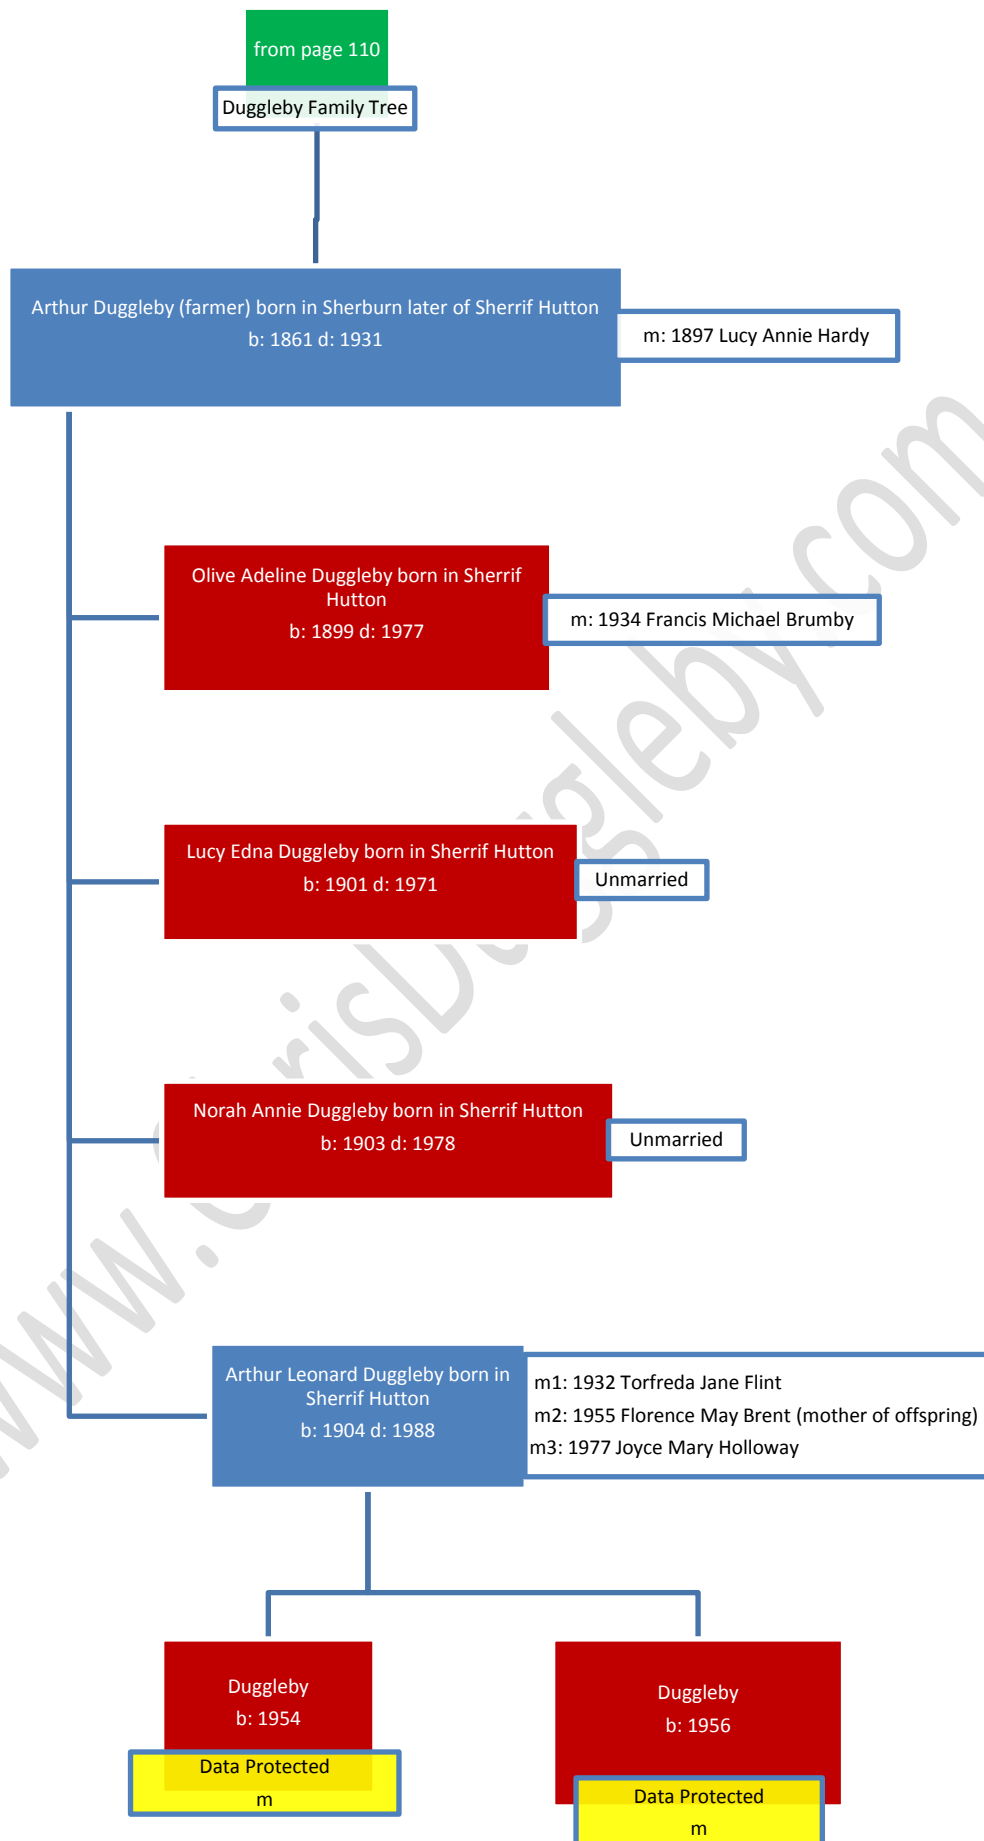 from page 110
Duggleby Family Tree
Arthur Duggleby (farmer) born in Sherburn later of Sherrif Hutton
b: 1861 d: 1931
m: 1897 Lucy Annie Hardy
Olive Adeline Duggleby born in Sherrif
Hutton
b: 1899 d: 1977
m: 1934 Francis Michael Brumby
Lucy Edna Duggleby born in Sherrif Hutton
b: 1901 d: 1971
Unmarried
Norah Annie Duggleby born in Sherrif Hutton
b: 1903 d: 1978
Unmarried
Arthur Leonard Duggleby born in
Sherrif Hutton
b: 1904 d: 1988
m1: 1932 Torfreda Jane Flint
m2: 1955 Florence May Brent (mother of offspring)
m3: 1977 Joyce Mary Holloway
Duggleby
b: 1954
Data Protected
m
Duggleby
b: 1956
Data Protected
m
www.ChrisDuggleby.com